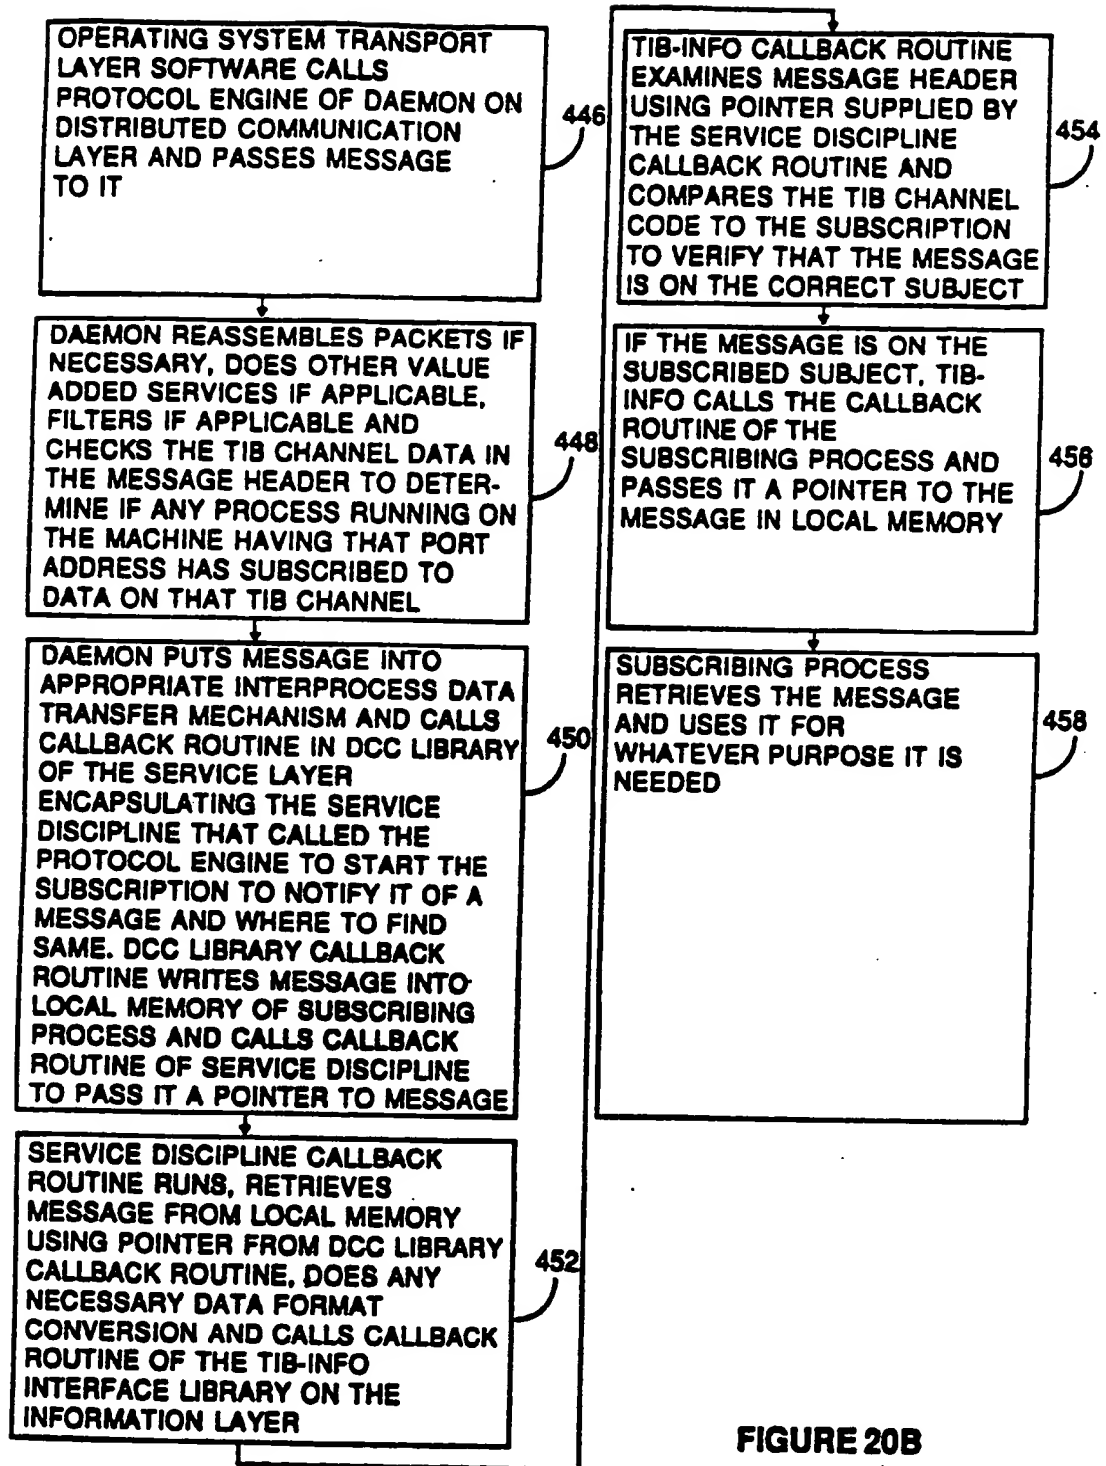 OPERATING SYSTEM TRANSPORT
LAYER SOFTWARE CALLS
PROTOCOL ENGINE OF DAEMON ON
DISTRIBUTED COMMUNICATION
LAYER AND PASSES MESSAGE
TO IT
446
DAEMON REASSEMBLES PACKETS IF
NECESSARY, DOES OTHER VALUE
ADDED SERVICES IF APPLICABLE,
FILTERS IF APPLICABLE AND
CHECKS THE TIB CHANNEL DATA IN
THE MESSAGE HEADER TO DETER-
MINE IF ANY PROCESS RUNNING ON
THE MACHINE HAVING THAT PORT
ADDRESS HAS SUBSCRIBED TO
DATA ON THAT TIB CHANNEL
448
DAEMON PUTS MESSAGE INTO
APPROPRIATE INTERPROCESS DATA
TRANSFER MECHANISM AND CALLS
CALLBACK ROUTINE IN DCC LIBRARY
OF THE SERVICE LAYER
ENCAPSULATING THE SERVICE
DISCIPLINE THAT CALLED THE
PROTOCOL ENGINE TO START THE
SUBSCRIPTION TO NOTIFY IT OF A
MESSAGE AND WHERE TO FIND
SAME. DCC LIBRARY CALLBACK
ROUTINE WRITES MESSAGE INTO
LOCAL MEMORY OF SUBSCRIBING
PROCESS AND CALLS CALLBACK
ROUTINE OF SERVICE DISCIPLINE
TO PASS IT A POINTER TO MESSAGE
450
SERVICE DISCIPLINE CALLBACK
ROUTINE RUNS, RETRIEVES
MESSAGE FROM LOCAL MEMORY
USING POINTER FROM DCC LIBRARY
CALLBACK ROUTINE, DOES ANY
NECESSARY DATA FORMAT
CONVERSION AND CALLS CALLBACK
ROUTINE OF THE TIB-INFO
INTERFACE LIBRARY ON THE
INFORMATION LAYER
452
TIB-INFO CALLBACK ROUTINE
EXAMINES MESSAGE HEADER
USING POINTER SUPPLIED BY
THE SERVICE DISCIPLINE
CALLBACK ROUTINE AND
COMPARES THE TIB CHANNEL
CODE TO THE SUBSCRIPTION
TO VERIFY THAT THE MESSAGE
IS ON THE CORRECT SUBJECT
454
IF THE MESSAGE IS ON THE
SUBSCRIBED SUBJECT, TIB-
INFO CALLS THE CALLBACK
ROUTINE OF THE
SUBSCRIBING PROCESS AND
PASSES IT A POINTER TO THE
MESSAGE IN LOCAL MEMORY
456
SUBSCRIBING PROCESS
RETRIEVES THE MESSAGE
AND USES IT FOR
WHATEVER PURPOSE IT IS
NEEDED
458
FIGURE 20B